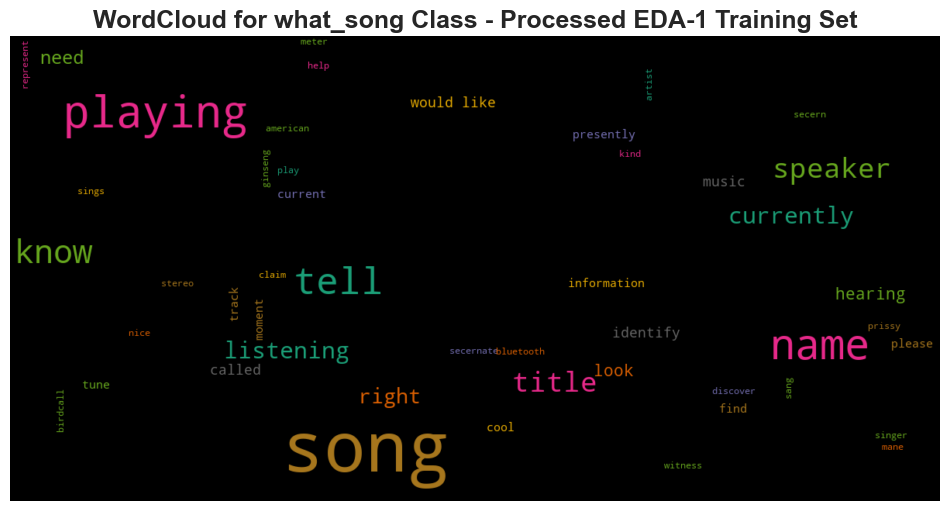 WordCloud for what_song Class - Processed EDA-1 Training Set
represent
need
meter
help
playing
would like
artist
american
presently
secern
kind
ginseng
play
speaker
music
sings
current
currently
know
tell
claim
stereo
information
hearing
track
moment
nice
identify
prissy
name
please
listening
secernate
bluetooth
called
look
title
tune
birdcall
right
discover
sang
find
cool
song
singer
mane
witness